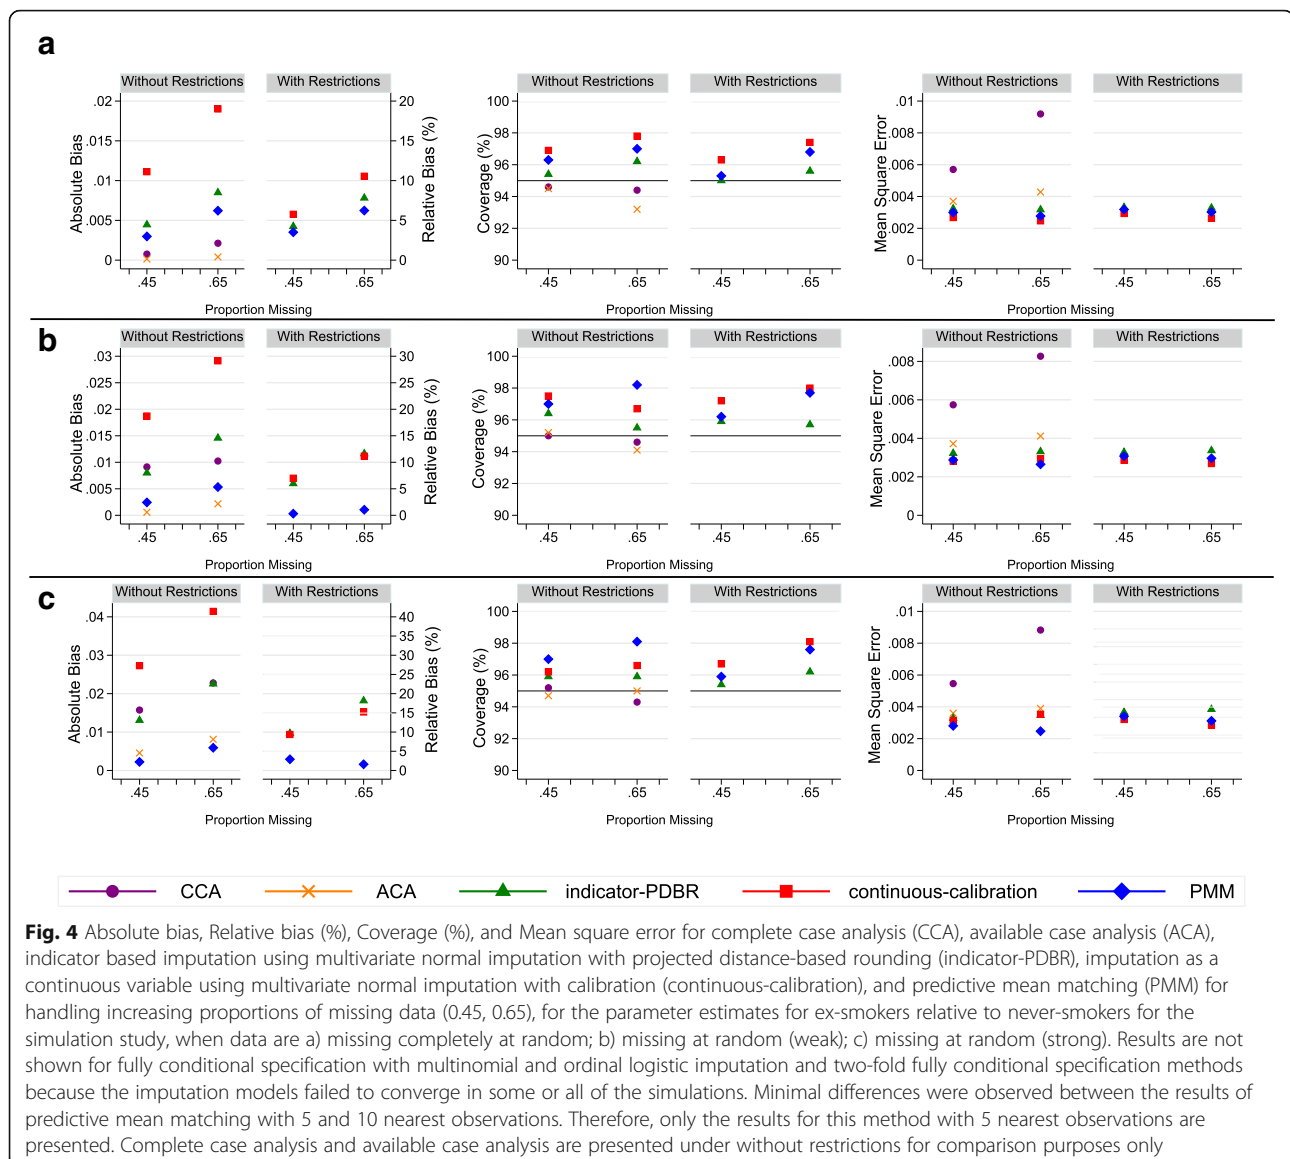 a
Without Restrictions With Restrictions Without Restrictions With Restrictions Without Restrictions With Restrictions
Absolute Bias
.02
.015
.01
.005
0
20
15
10
5
0
Relative Bias (%)
.45 .65 .45 .65
Proportion Missing
Coverage (%)
100
98
96
94
92
90
.45 .65 .45 .65
Proportion Missing
Mean Square Error
.01
.008
.006
.004
.002
0
.45 .65 .45 .65
Proportion Missing
b
Without Restrictions With Restrictions Without Restrictions With Restrictions Without Restrictions With Restrictions
Absolute Bias
.03
.025
.02
.015
.01
.005
0
30
25
20
15
10
5
0
Relative Bias (%)
.45 .65 .45 .65
Proportion Missing
Coverage (%)
100
98
96
94
92
90
.45 .65 .45 .65
Proportion Missing
Mean Square Error
.008
.006
.004
.002
0
.45 .65 .45 .65
Proportion Missing
c
Without Restrictions With Restrictions Without Restrictions With Restrictions Without Restrictions With Restrictions
Absolute Bias
.04
.03
.02
.01
0
40
35
30
25
20
15
10
5
0
Relative Bias (%)
.45 .65 .45 .65
Proportion Missing
Coverage (%)
100
98
96
94
92
90
.45 .65 .45 .65
Proportion Missing
Mean Square Error
.01
.008
.006
.004
.002
0
.45 .65 .45 .65
Proportion Missing
CCA ACA indicator-PDBR continuous-calibration PMM
Fig. 4 Absolute bias, Relative bias (%), Coverage (%), and Mean square error for complete case analysis (CCA), available case analysis (ACA),
indicator based imputation using multivariate normal imputation with projected distance-based rounding (indicator-PDBR), imputation as a
continuous variable using multivariate normal imputation with calibration (continuous-calibration), and predictive mean matching (PMM) for
handling increasing proportions of missing data (0.45, 0.65), for the parameter estimates for ex-smokers relative to never-smokers for the
simulation study, when data are a) missing completely at random; b) missing at random (weak); c) missing at random (strong). Results are not
shown for fully conditional specification with multinomial and ordinal logistic imputation and two-fold fully conditional specification methods
because the imputation models failed to converge in some or all of the simulations. Minimal differences were observed between the results of
predictive mean matching with 5 and 10 nearest observations. Therefore, only the results for this method with 5 nearest observations are
presented. Complete case analysis and available case analysis are presented under without restrictions for comparison purposes only